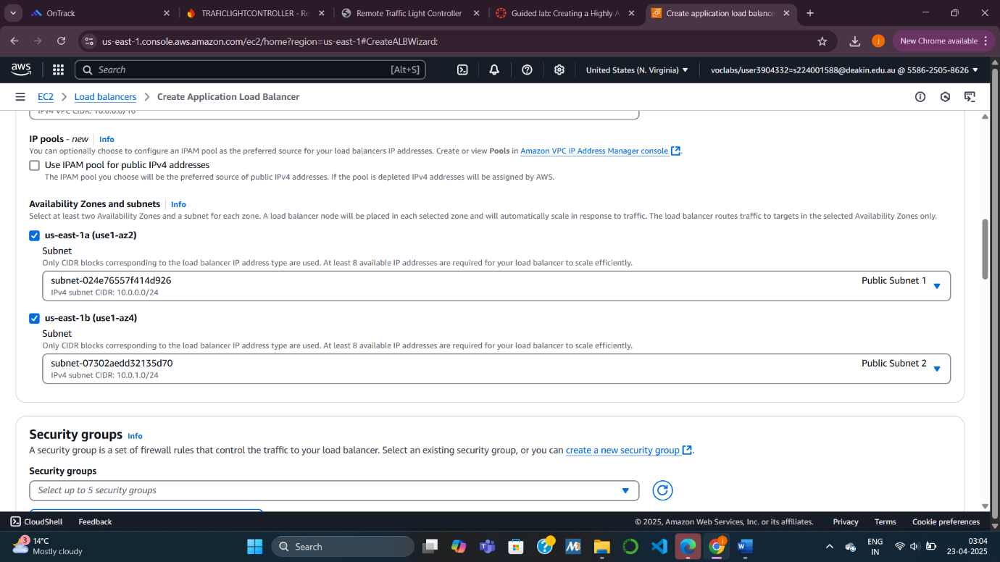 OnTrack
TRAFICLIGHTCONTROLLER - Re
Remote Traffic Light Controller
Guided lab: Creating a Highly A
Create application load balance
us-east-1.console.aws.amazon.com/ec2/home?region=us-east-1#CreateALBWizard:
j
New Chrome available
aws
Search
[Alt+S]
United States (N. Virginia)
voclabs/user3904332=s224001588@deakin.edu.au @ 5586-2505-8626
EC2
Load balancers
Create Application Load Balancer
IPv4 VPC CIDR: 10.0.0.0/16
IP pools - new
Info
You can optionally choose to configure an IPAM pool as the preferred source for your load balancers IP addresses. Create or view Pools in Amazon VPC IP Address Manager console.
Use IPAM pool for public IPv4 addresses
The IPAM pool you choose will be the preferred source of public IPv4 addresses. If the pool is depleted IPv4 addresses will be assigned by AWS.
Availability Zones and subnets
Info
Select at least two Availability Zones and a subnet for each zone. A load balancer node will be placed in each selected zone and will automatically scale in response to traffic. The load balancer routes traffic to targets in the selected Availability Zones only.
us-east-1a (use1-az2)
Subnet
Only CIDR blocks corresponding to the load balancer IP address type are used. At least 8 available IP addresses are required for your load balancer to scale efficiently.
subnet-024e76557f414d926
Public Subnet 1
IPv4 subnet CIDR: 10.0.0.0/24
us-east-1b (use1-az4)
Subnet
Only CIDR blocks corresponding to the load balancer IP address type are used. At least 8 available IP addresses are required for your load balancer to scale efficiently.
subnet-07302aedd32135d70
Public Subnet 2
IPv4 subnet CIDR: 10.0.1.0/24
Security groups
Info
A security group is a set of firewall rules that control the traffic to your load balancer. Select an existing security group, or you can create a new security group.
Security groups
Select up to 5 security groups
CloudShell
Feedback
© 2025, Amazon Web Services, Inc. or its affiliates.
Privacy
Terms
Cookie preferences
3
14°C
Mostly cloudy
Search
ENG
IN
03:04
23-04-2025